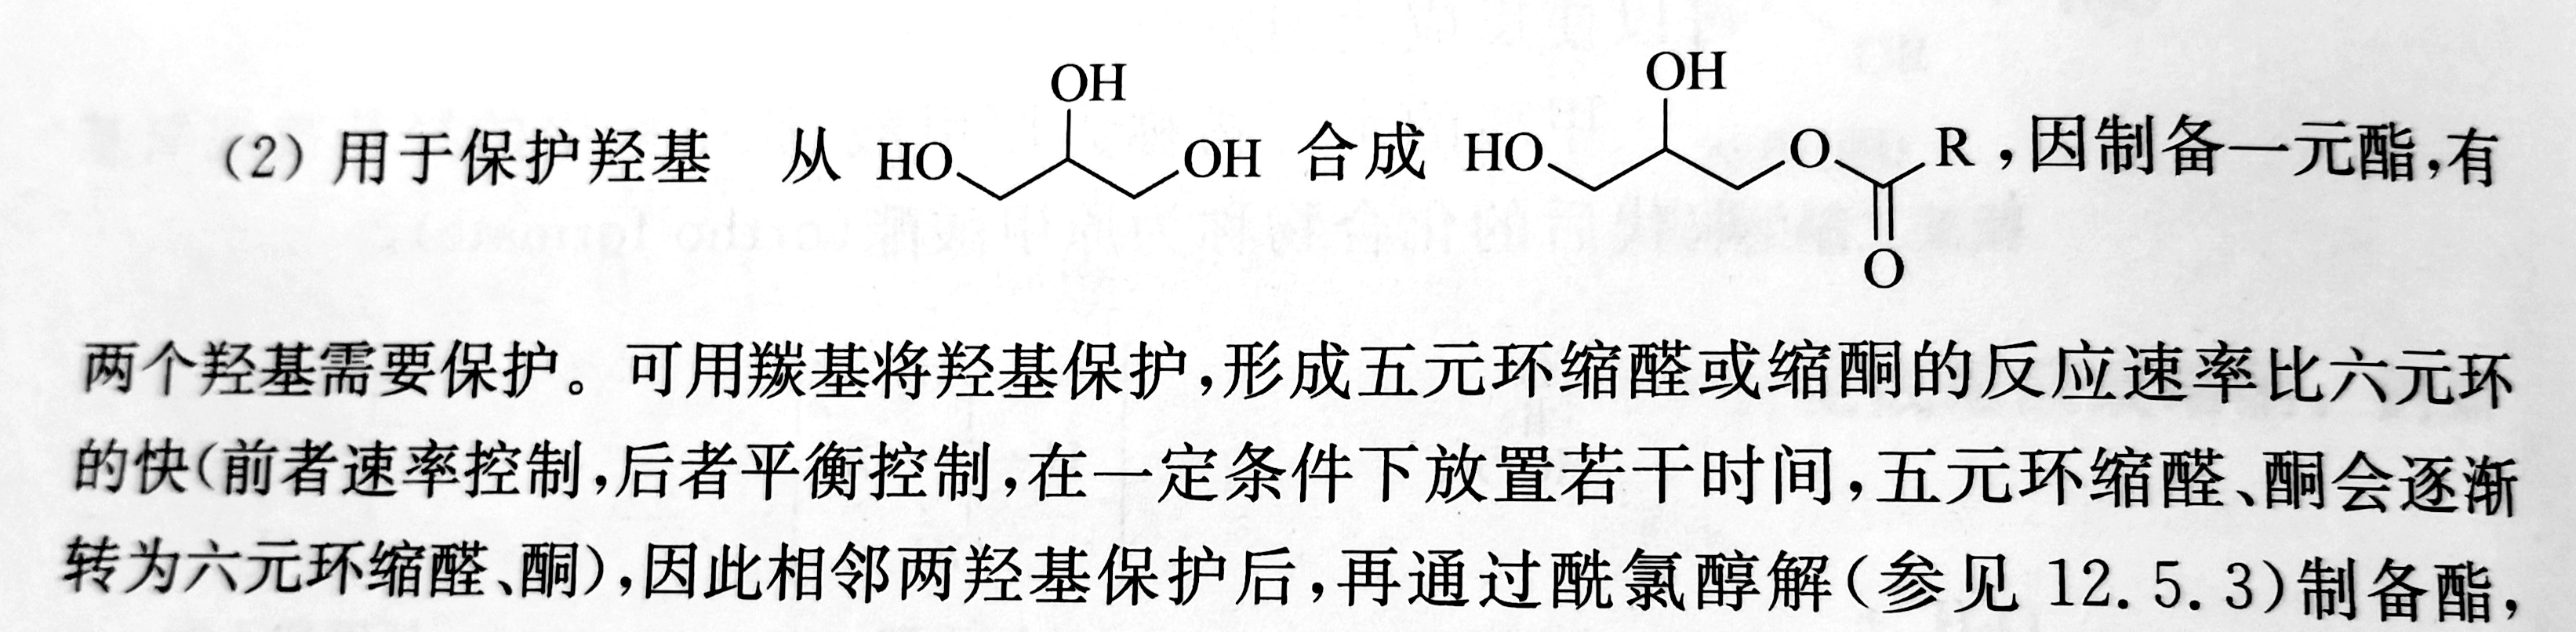 OH OH
(2) 用于保护羟基 从 HO OH 合成 HO O R ,因制备一元酯,有
O
两个羟基需要保护。可用羰基将羟基保护,形成五元环缩醛或缩酮的反应速率比六元环
的快(前者速率控制,后者平衡控制,在一定条件下放置若干时间,五元环缩醛、酮会逐渐
转为六元环缩醛、酮),因此相邻两羟基保护后,再通过酰氯醇解(参见 12.5.3)制备酯,